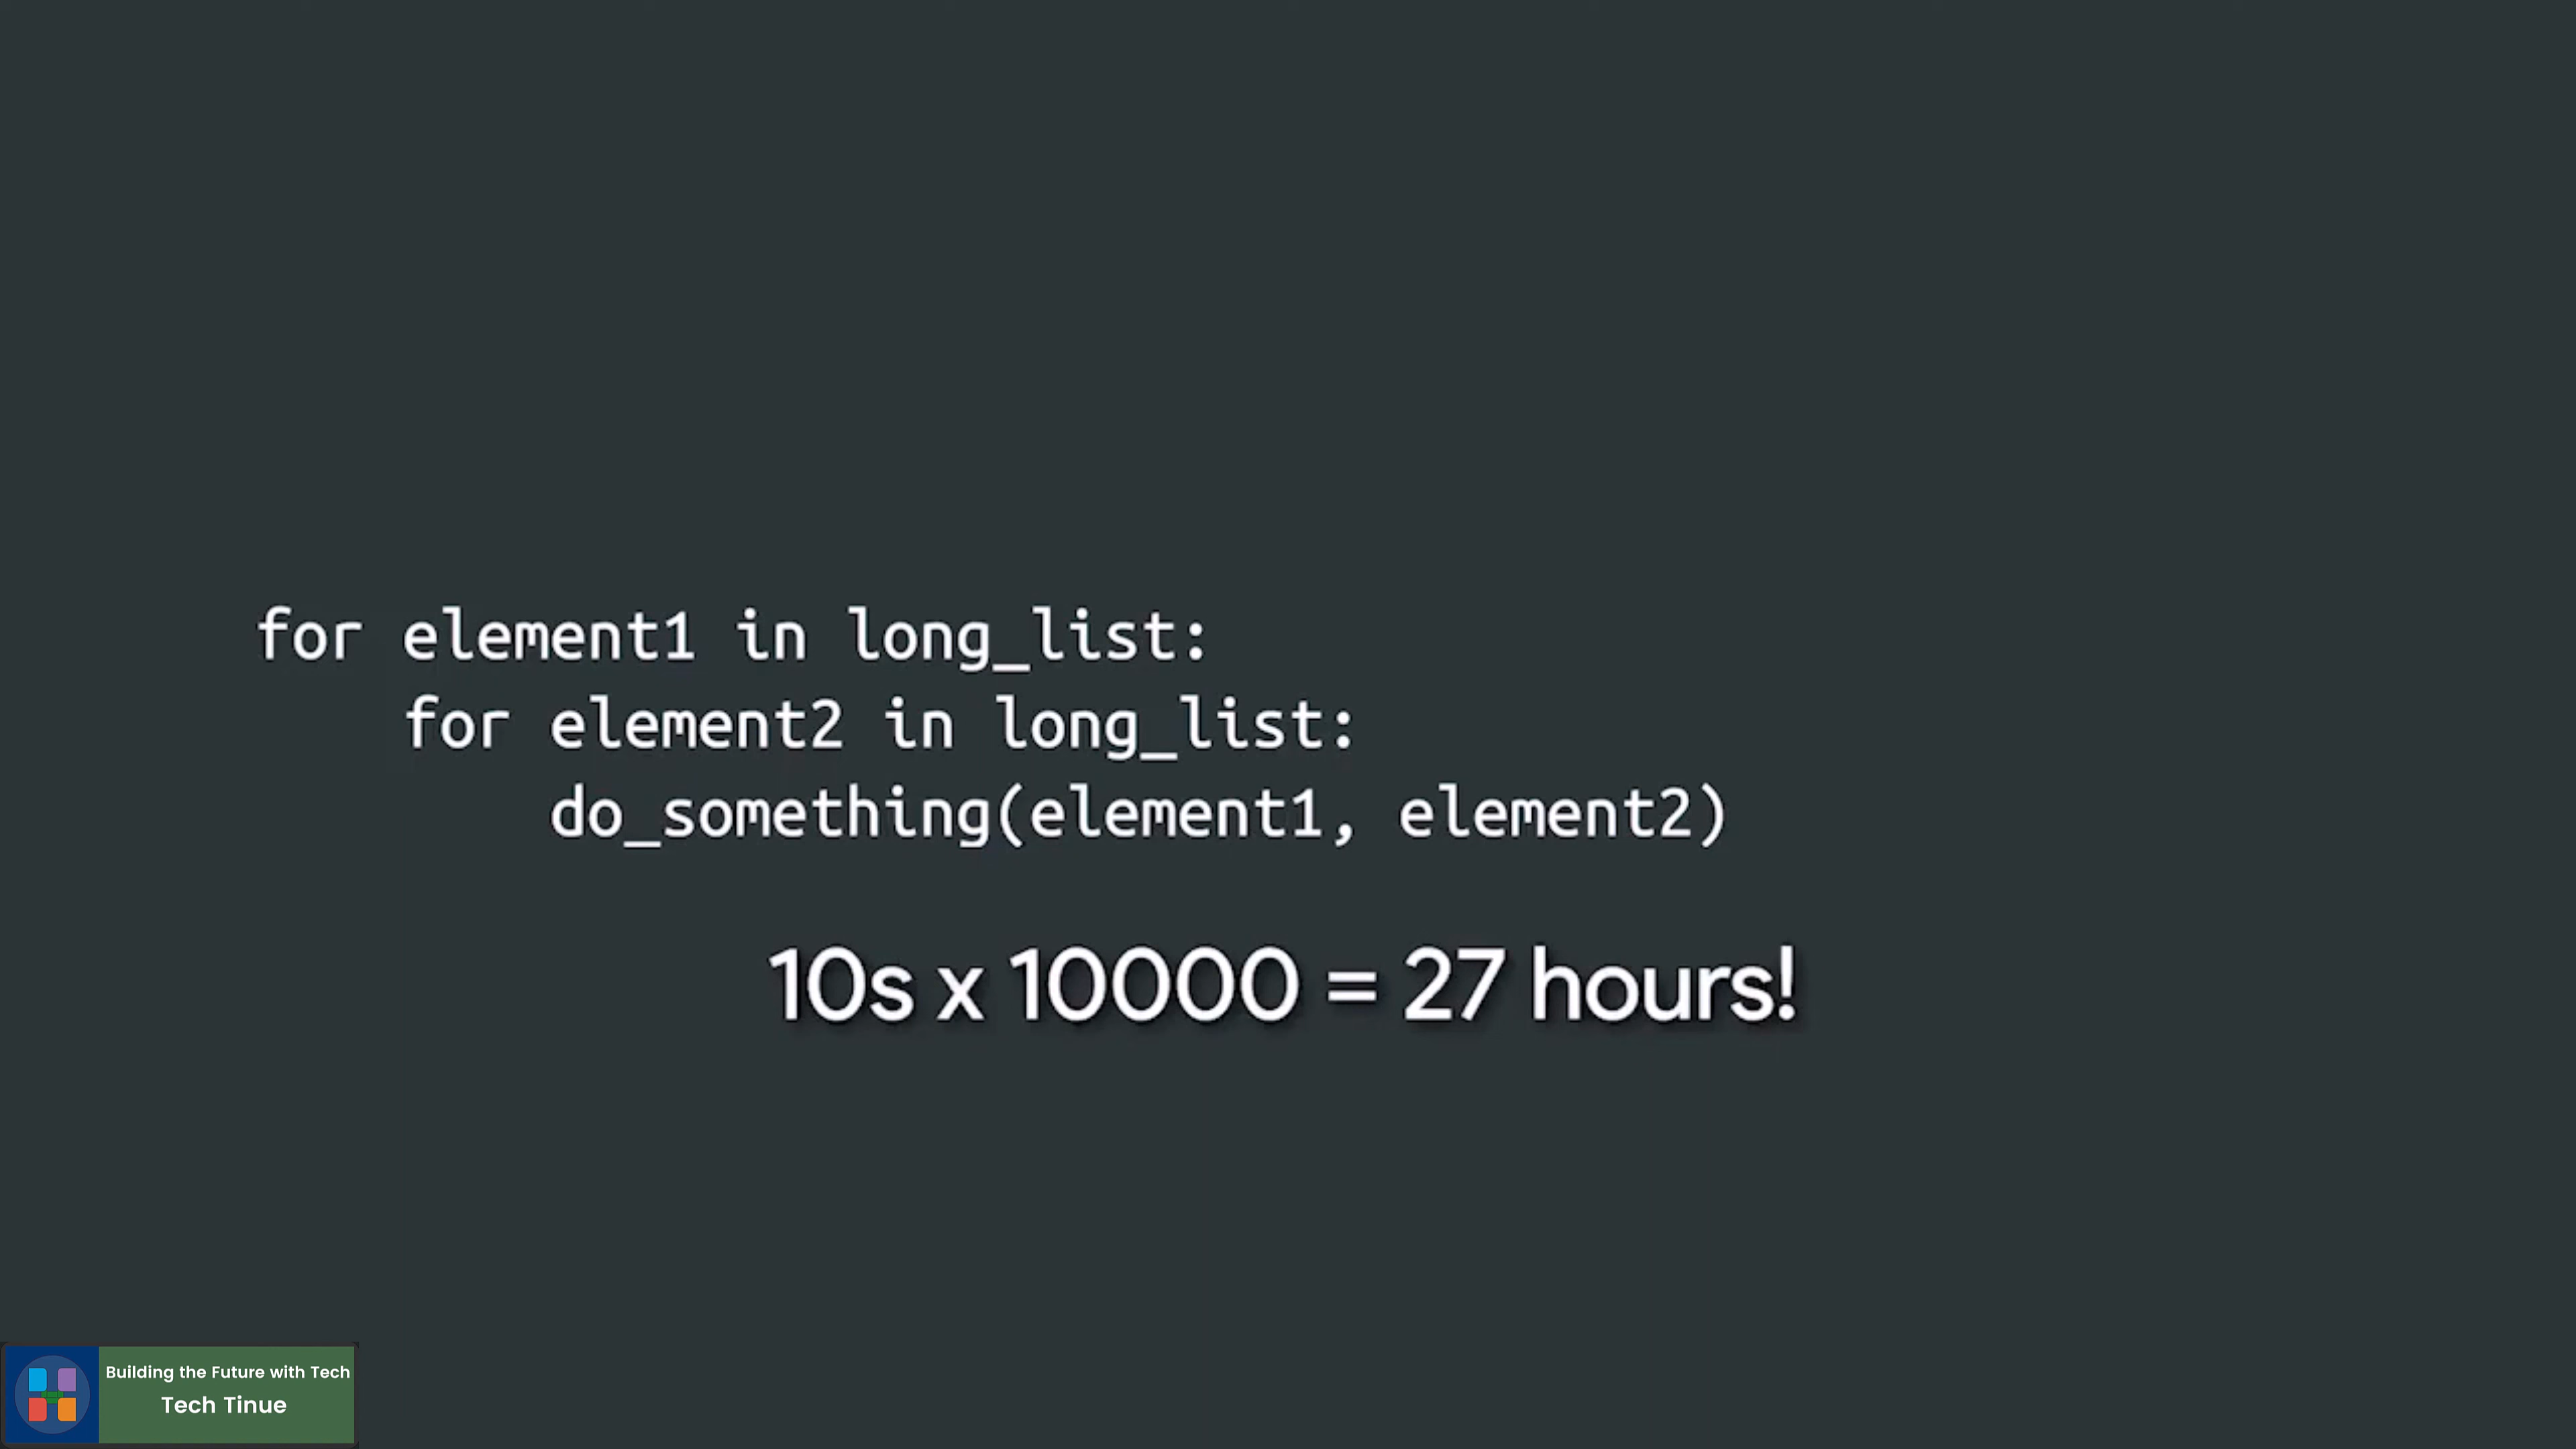 for element1 in long_list:
for element2 in long_list:
do_something(element1, element2)
10s x 10000 = 27 hours!
Building the Future with Tech
Tech Tinue